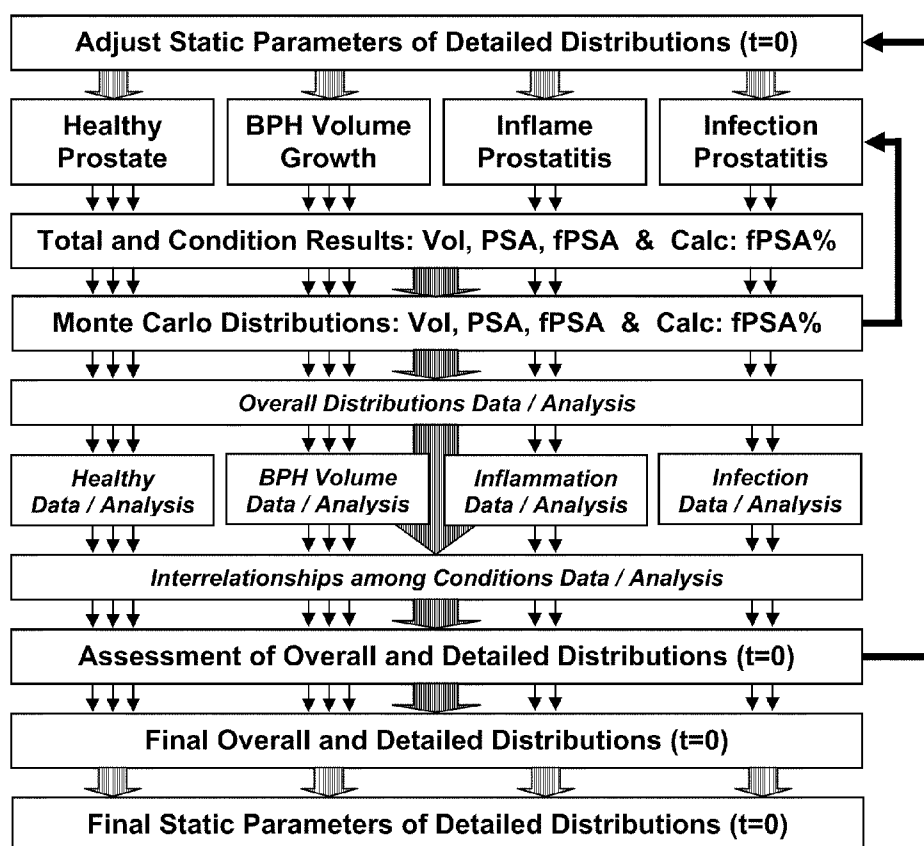 Adjust Static Parameters of Detailed Distributions (t=0)
Healthy
Prostate
BPH Volume
Growth
Inflame
Prostatitis
Infection
Prostatitis
Total and Condition Results: Vol, PSA, fPSA & Calc: fPSA%
Monte Carlo Distributions: Vol, PSA, fPSA & Calc: fPSA%
Overall Distributions Data / Analysis
Healthy
Data / Analysis
BPH Volume
Data / Analysis
Inflammation
Data / Analysis
Infection
Data / Analysis
Interrelationships among Conditions Data / Analysis
Assessment of Overall and Detailed Distributions (t=0)
Final Overall and Detailed Distributions (t=0)
Final Static Parameters of Detailed Distributions (t=0)